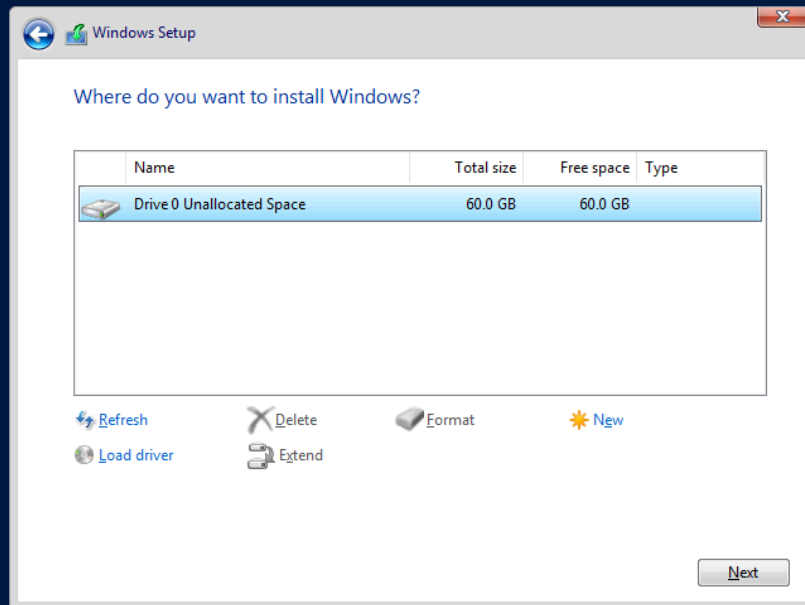 Windows Setup
Where do you want to install Windows?
Name Total size Free space Type
Drive 0 Unallocated Space 60.0 GB 60.0 GB
Refresh Delete Format New
Load driver Extend
Next